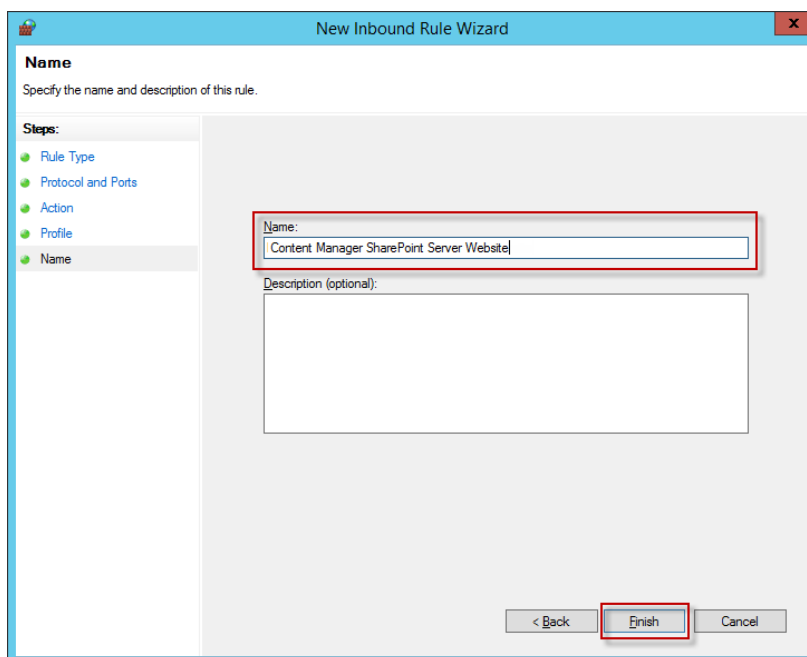 New Inbound Rule Wizard
x
Name
Specify the name and description of this rule.
Steps:
Rule Type
Protocol and Ports
Action
Profile
Name
Name:
Content Manager SharePoint Server Website
Description (optional):
< Back
Finish
Cancel